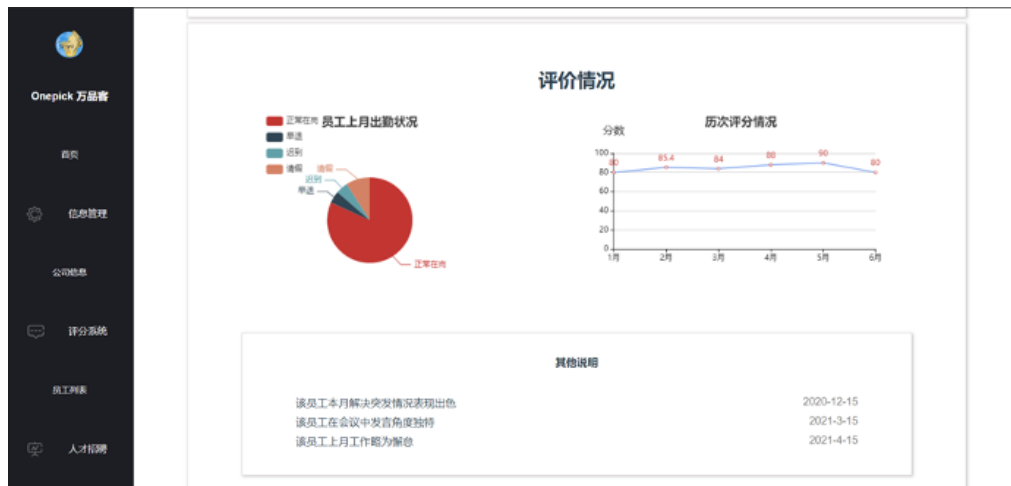 Onepick 万品客
首页
信息管理
公司信息
评分系统
员工列表
人才招聘
评价情况
员工上月出勤状况
正常在岗
早退
迟到
请假
请假
迟到
早退
正常在岗
历次评分情况
分数
100
80
60
40
20
0
80
85.4
84
88
90
80
1月
2月
3月
4月
5月
6月
其他说明
该员工本月解决突发情况表现出色 2020-12-15
该员工在会议中发言角度独特 2021-3-15
该员工上月工作略为懈怠 2021-4-15